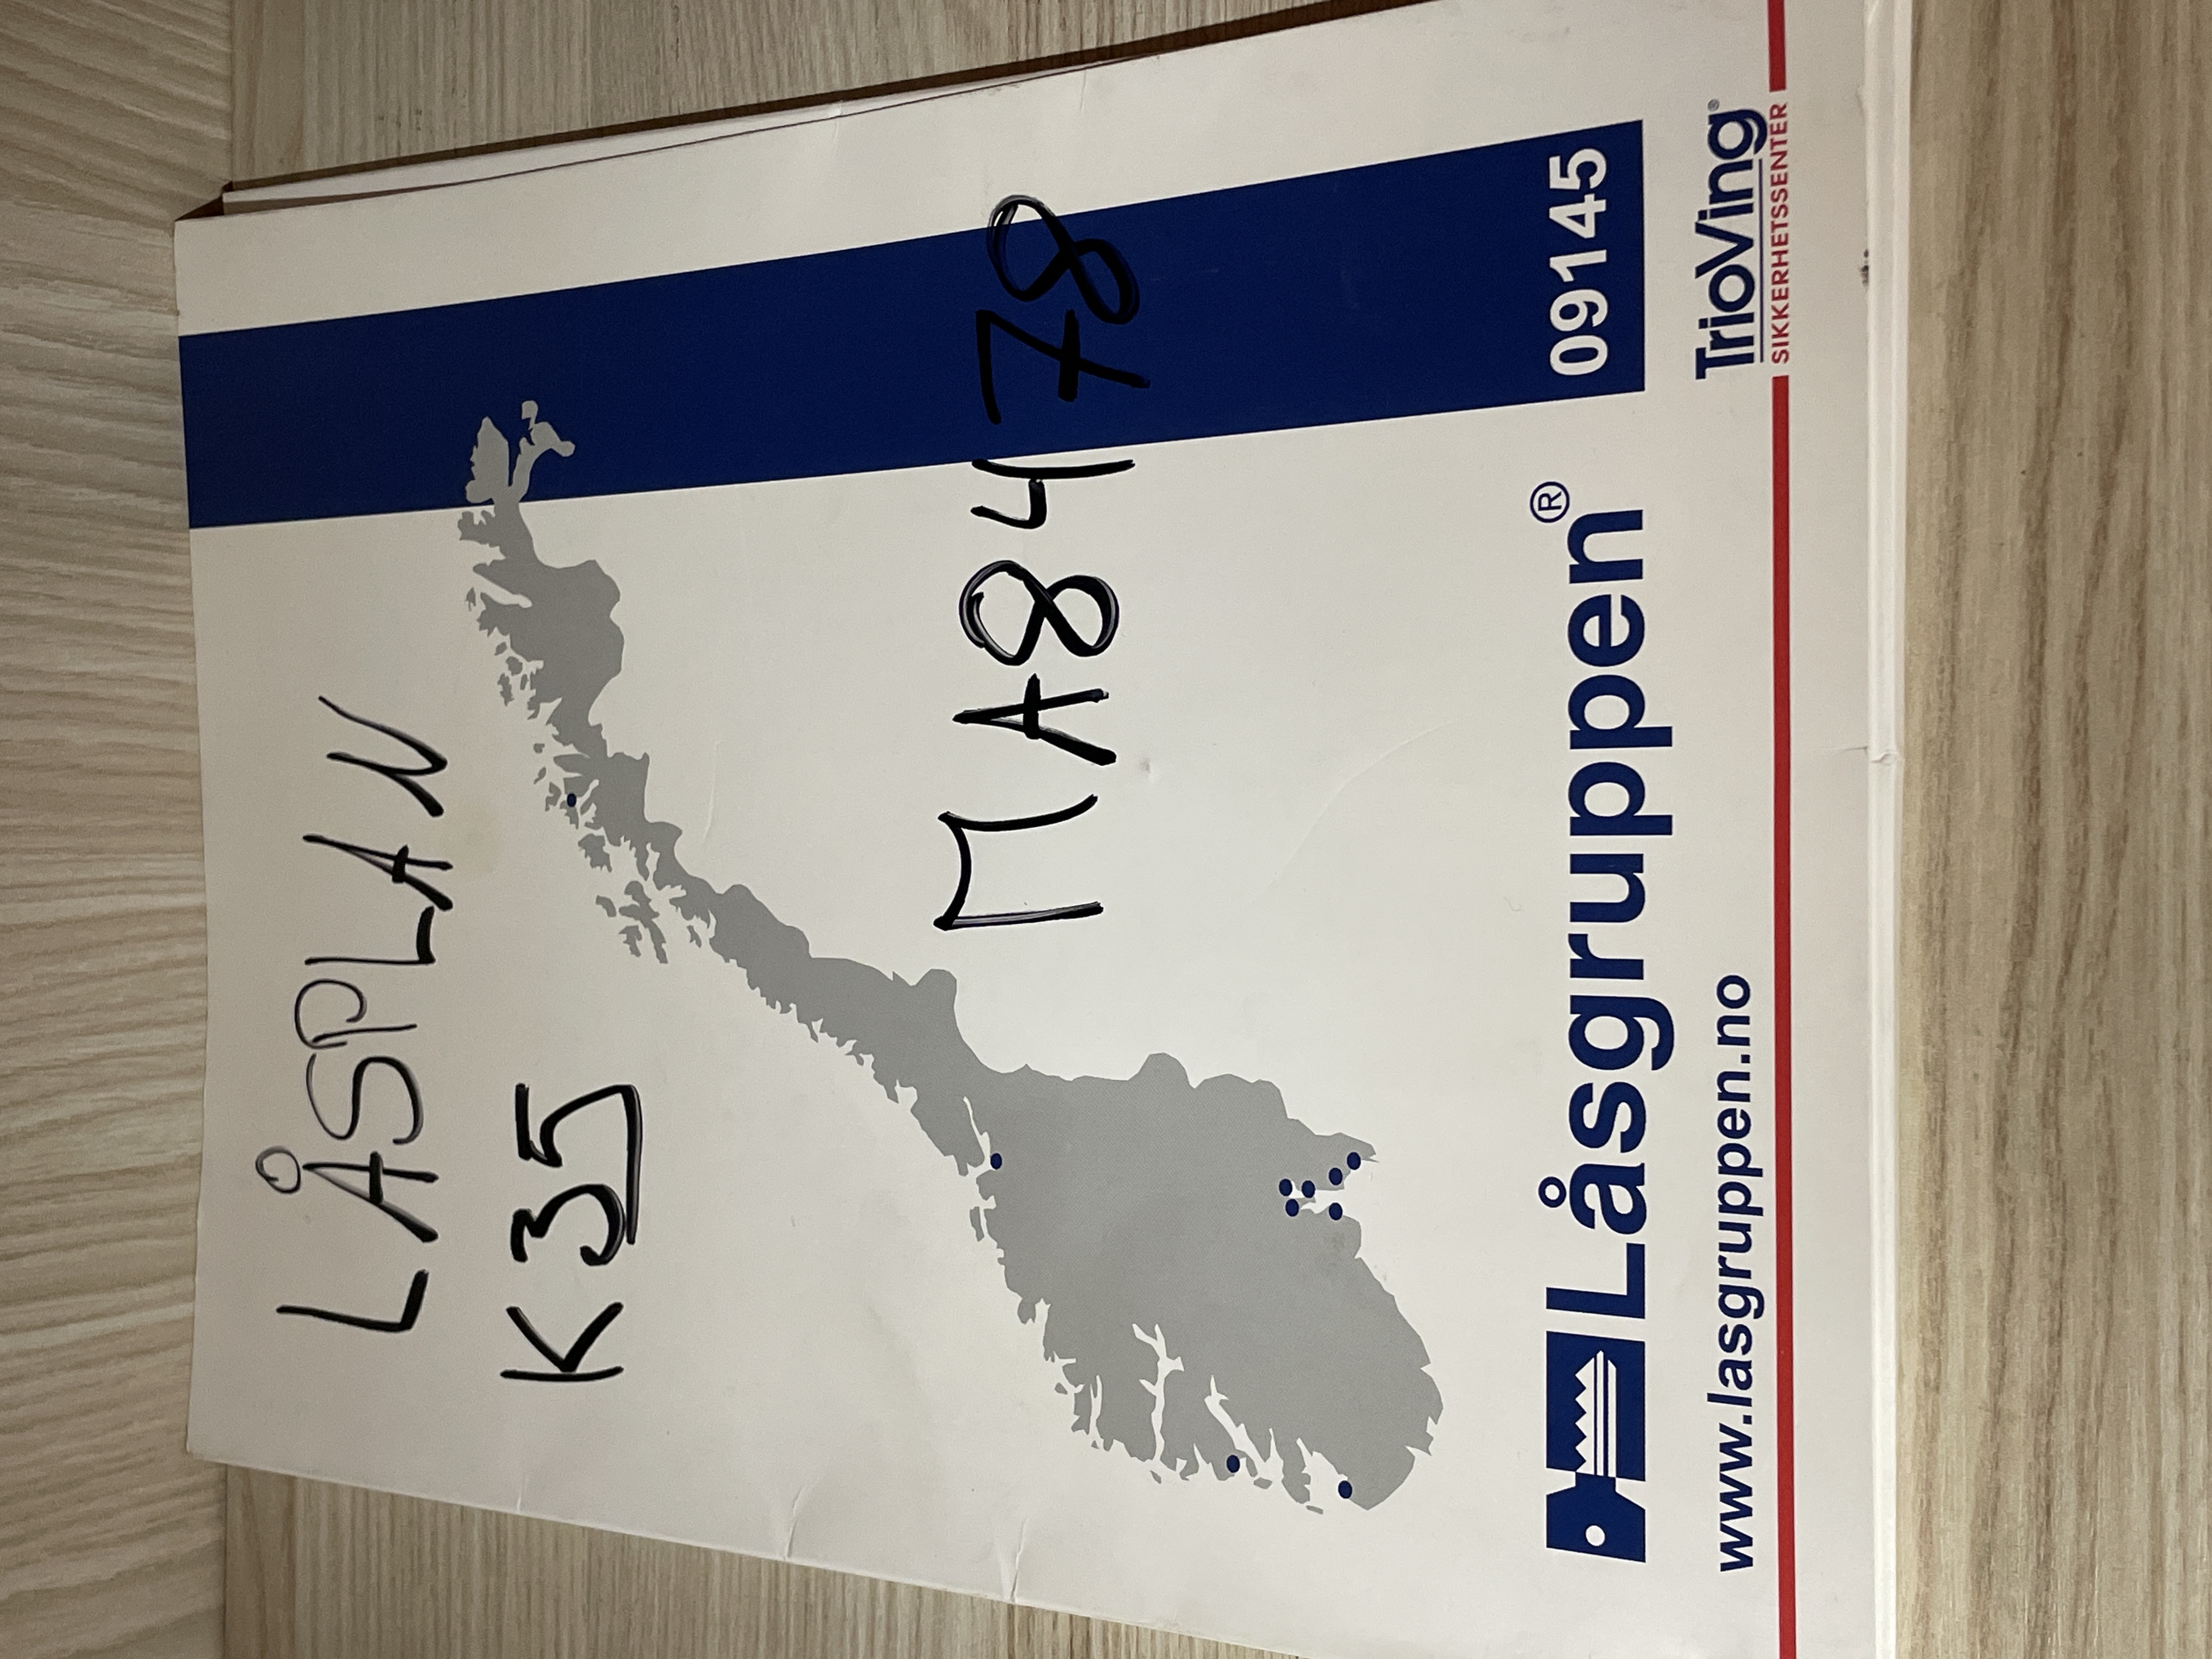 LÅSPLAN
K35
MA8478
Låsgruppen®
09145
www.lasgruppen.no
TrioVing®
SIKKERHETSSENTER